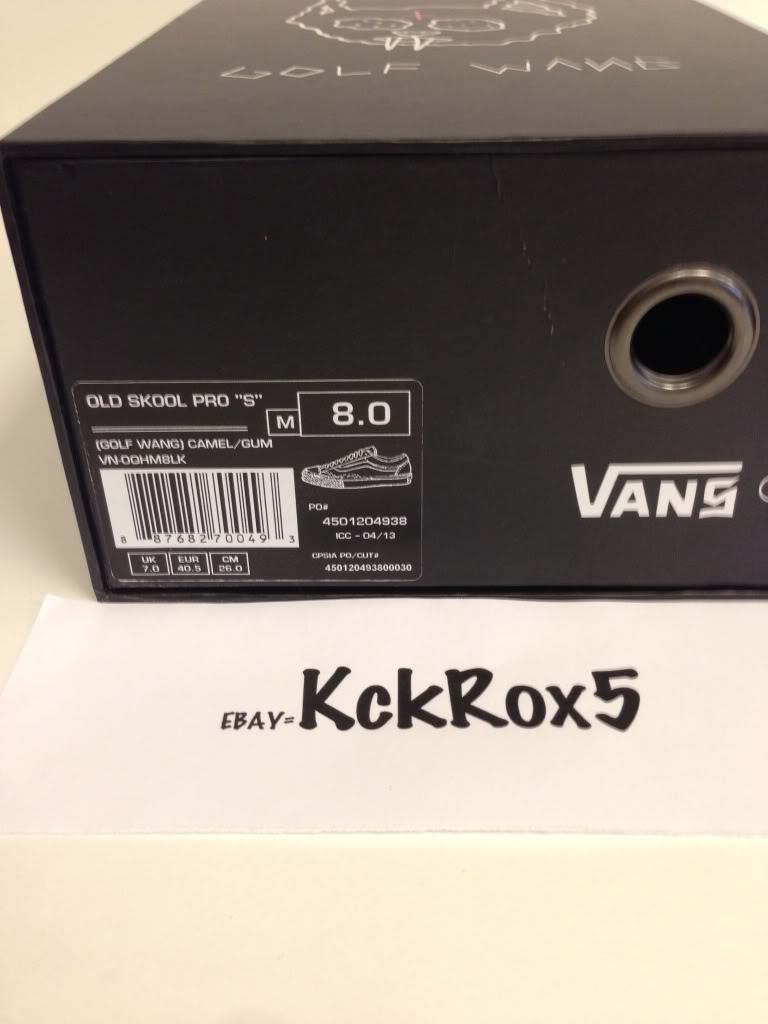 GOLF WANG
OLD SKOOL PRO "S"
M 8.0
(GOLF WANG) CAMEL/GUM
VN-0QHM8LK
8 87682 70049 3
PO#
4501204938
ICC - 04/13
UK 7.0 EUR 40.5 CM 26.0
CPSIA PO/CUT#
450120493800030
VANS
EBAY= KckRox5